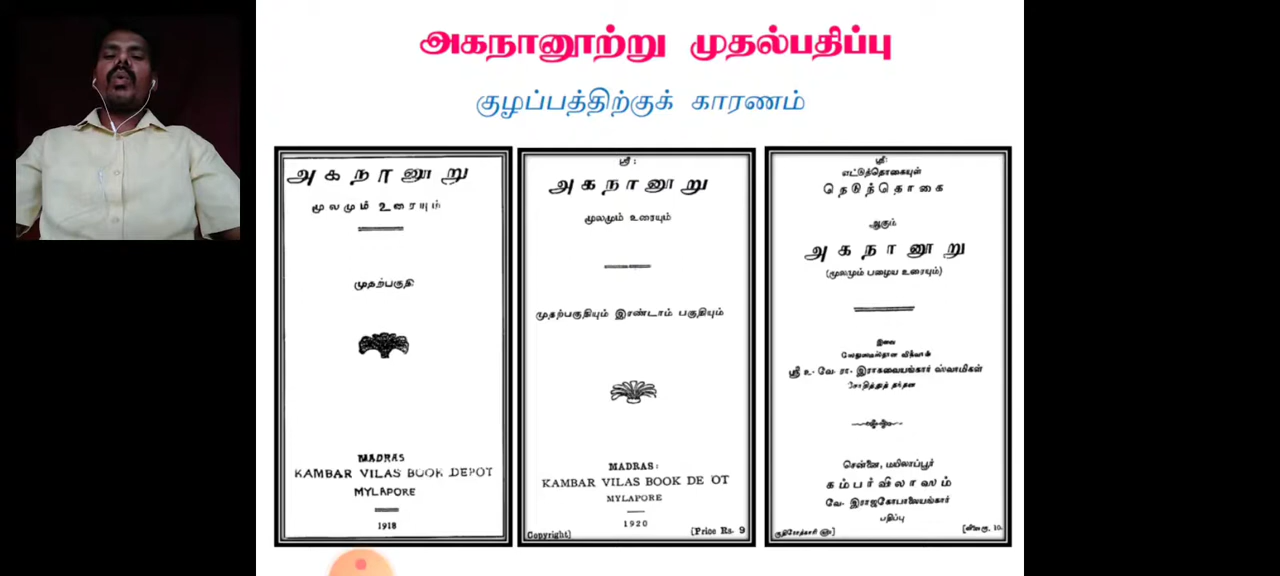 அகநானூற்று முதல்பதிப்பு
குழப்பத்திற்குக் காரணம்
அகநானூறு
மூலமும் உரையும்
முதற்பகுதி
MADRAS
KAMBAR VILAS BOOK DEPOT
MYLAPORE
1918
ஸ்ரீ:
அகநானூறு
மூலமும் உரையும்
முதற்பகுதியும் இரண்டாம் பகுதியும்
MADRAS:
KAMBAR VILAS BOOK DE OT
MYLAPORE
1920
Copyright]
[Price Rs. 9
ஸ்ரீ:
எட்டுத்தொகையுள்
நெடுந்தொகை
ஆகும்
அகநானூறு
(மூலமும் பழைய உரையும்)
இவை
ஸ்ரீ உ. வே. ரா. இராகவையங்கார் ஸ்வாமிகள்
சென்னை, மயிலாப்பூர்
கம்பர்விலாஸம்
வே. இராஜகோபாலையங்கார்
பதிப்பு
[விலை ரூ. 10.